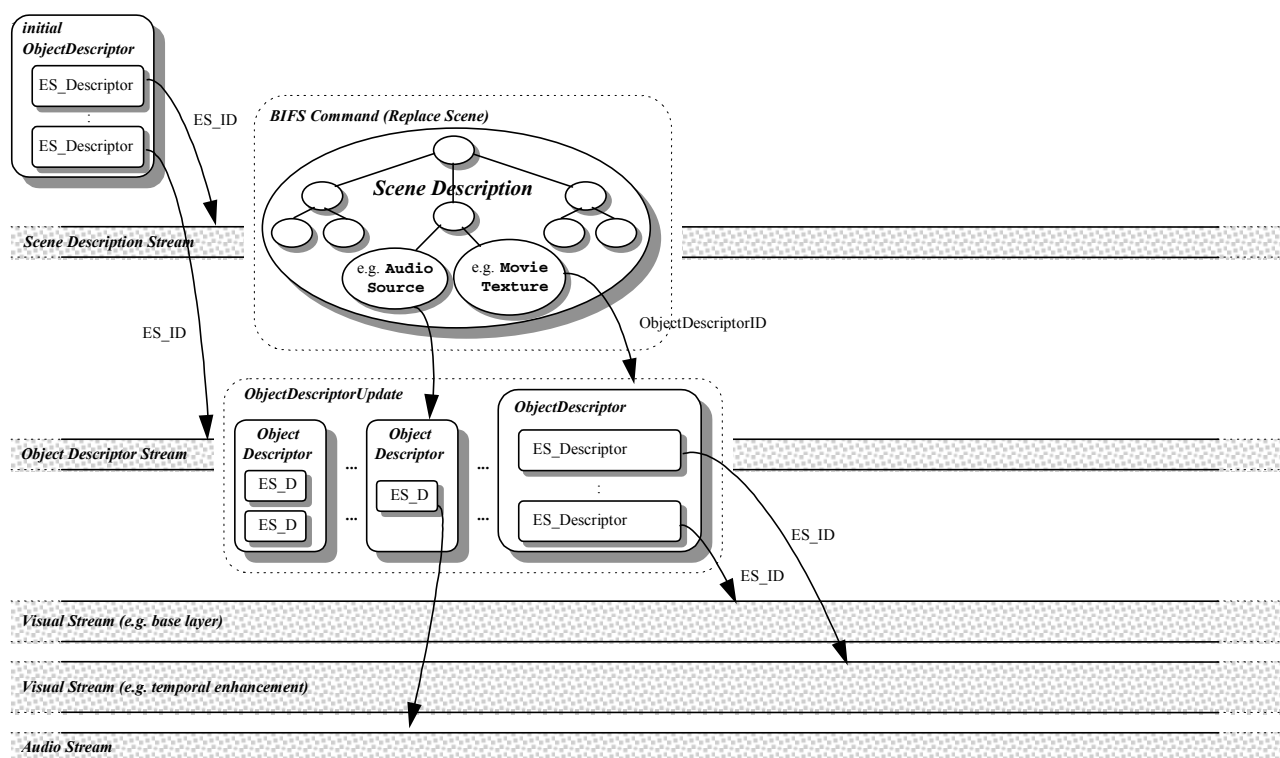 initial
ObjectDescriptor
ES_Descriptor
:
ES_Descriptor
ES_ID
BIFS Command (Replace Scene)
Scene Description
Scene Description Stream
e.g. Audio
Source
e.g. Movie
Texture
ES_ID
ObjectDescriptorID
ObjectDescriptorUpdate
Object
Descriptor
ES_D
ES_D
...
...
Object
Descriptor
ES_D
...
...
ObjectDescriptor
ES_Descriptor
:
ES_Descriptor
Object Descriptor Stream
ES_ID
ES_ID
Visual Stream (e.g. base layer)
Visual Stream (e.g. temporal enhancement)
Audio Stream